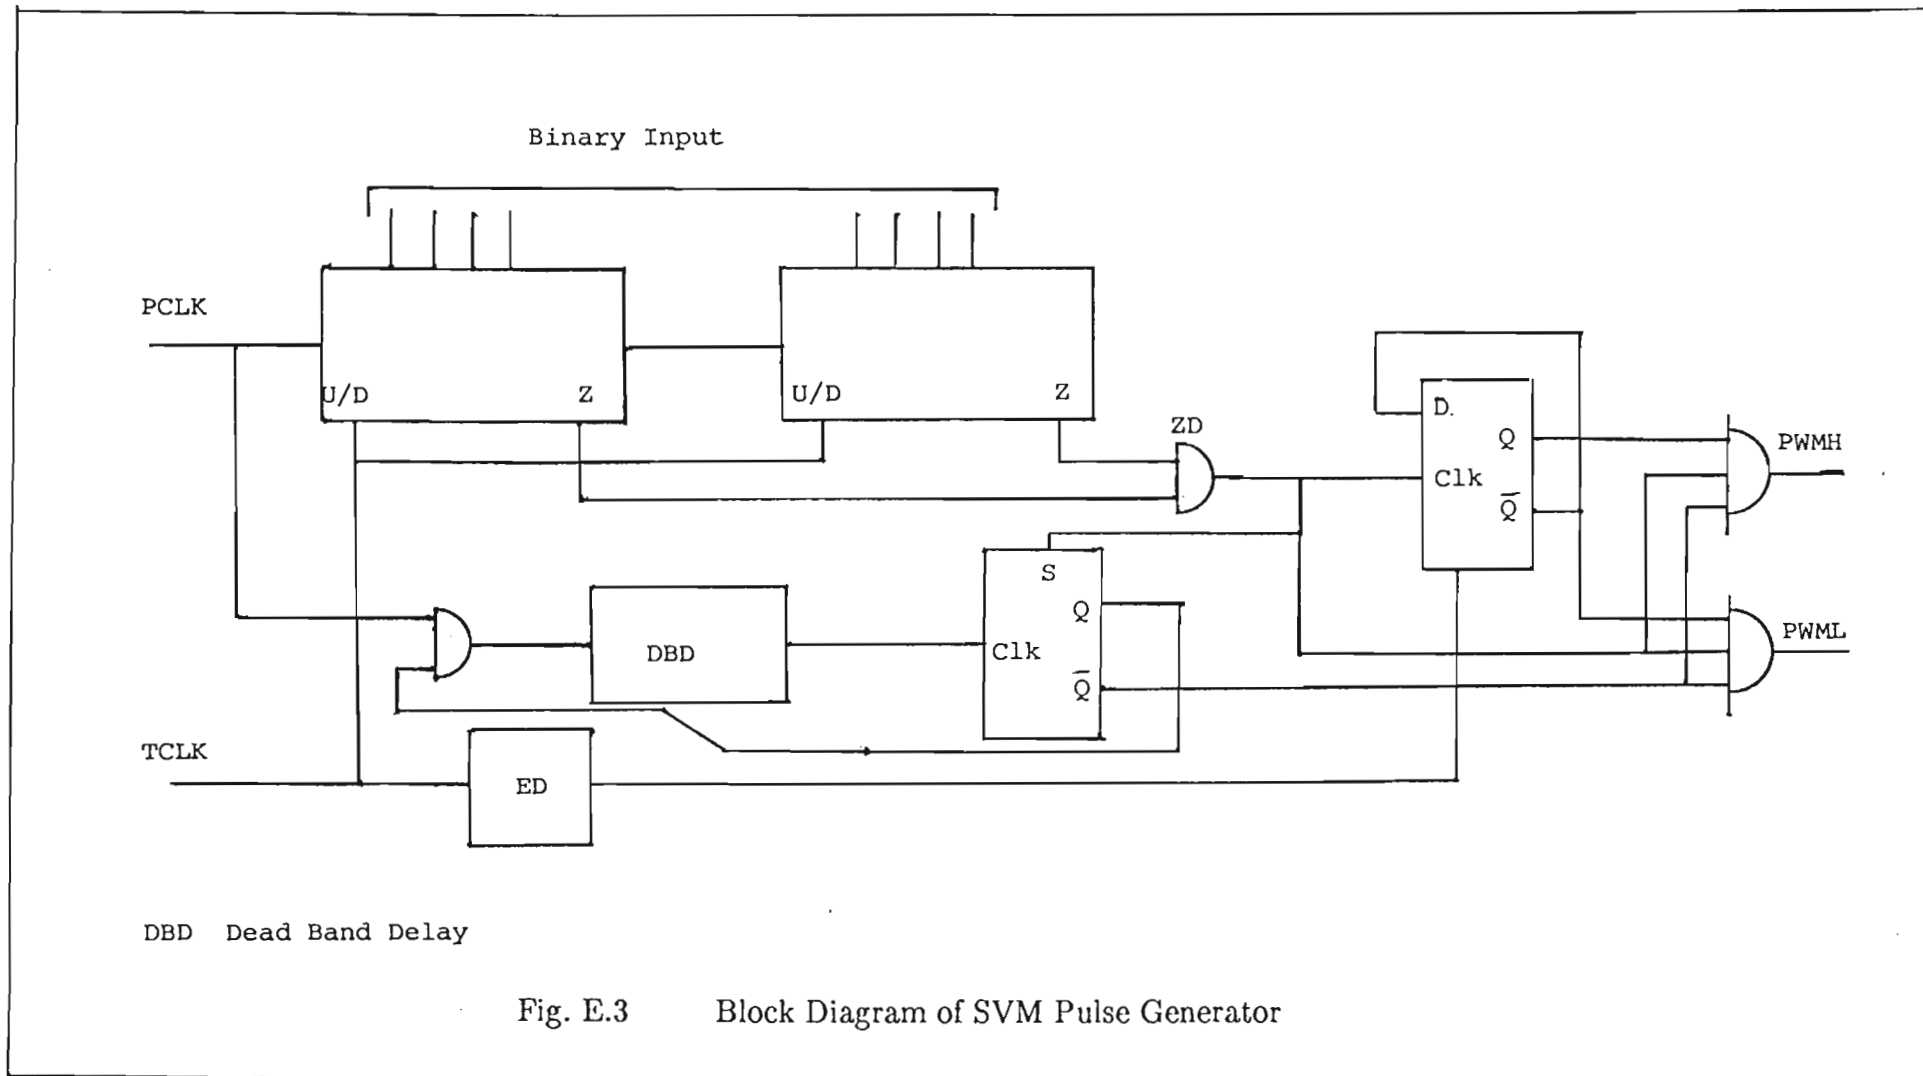 Binary Input
PCLK
U/D
Z
U/D
Z
ZD
D.
Q
Clk
Q̅
PWMH
S
Q
Clk
Q̅
DBD
PWML
TCLK
ED
DBD Dead Band Delay
Fig. E.3 Block Diagram of SVM Pulse Generator